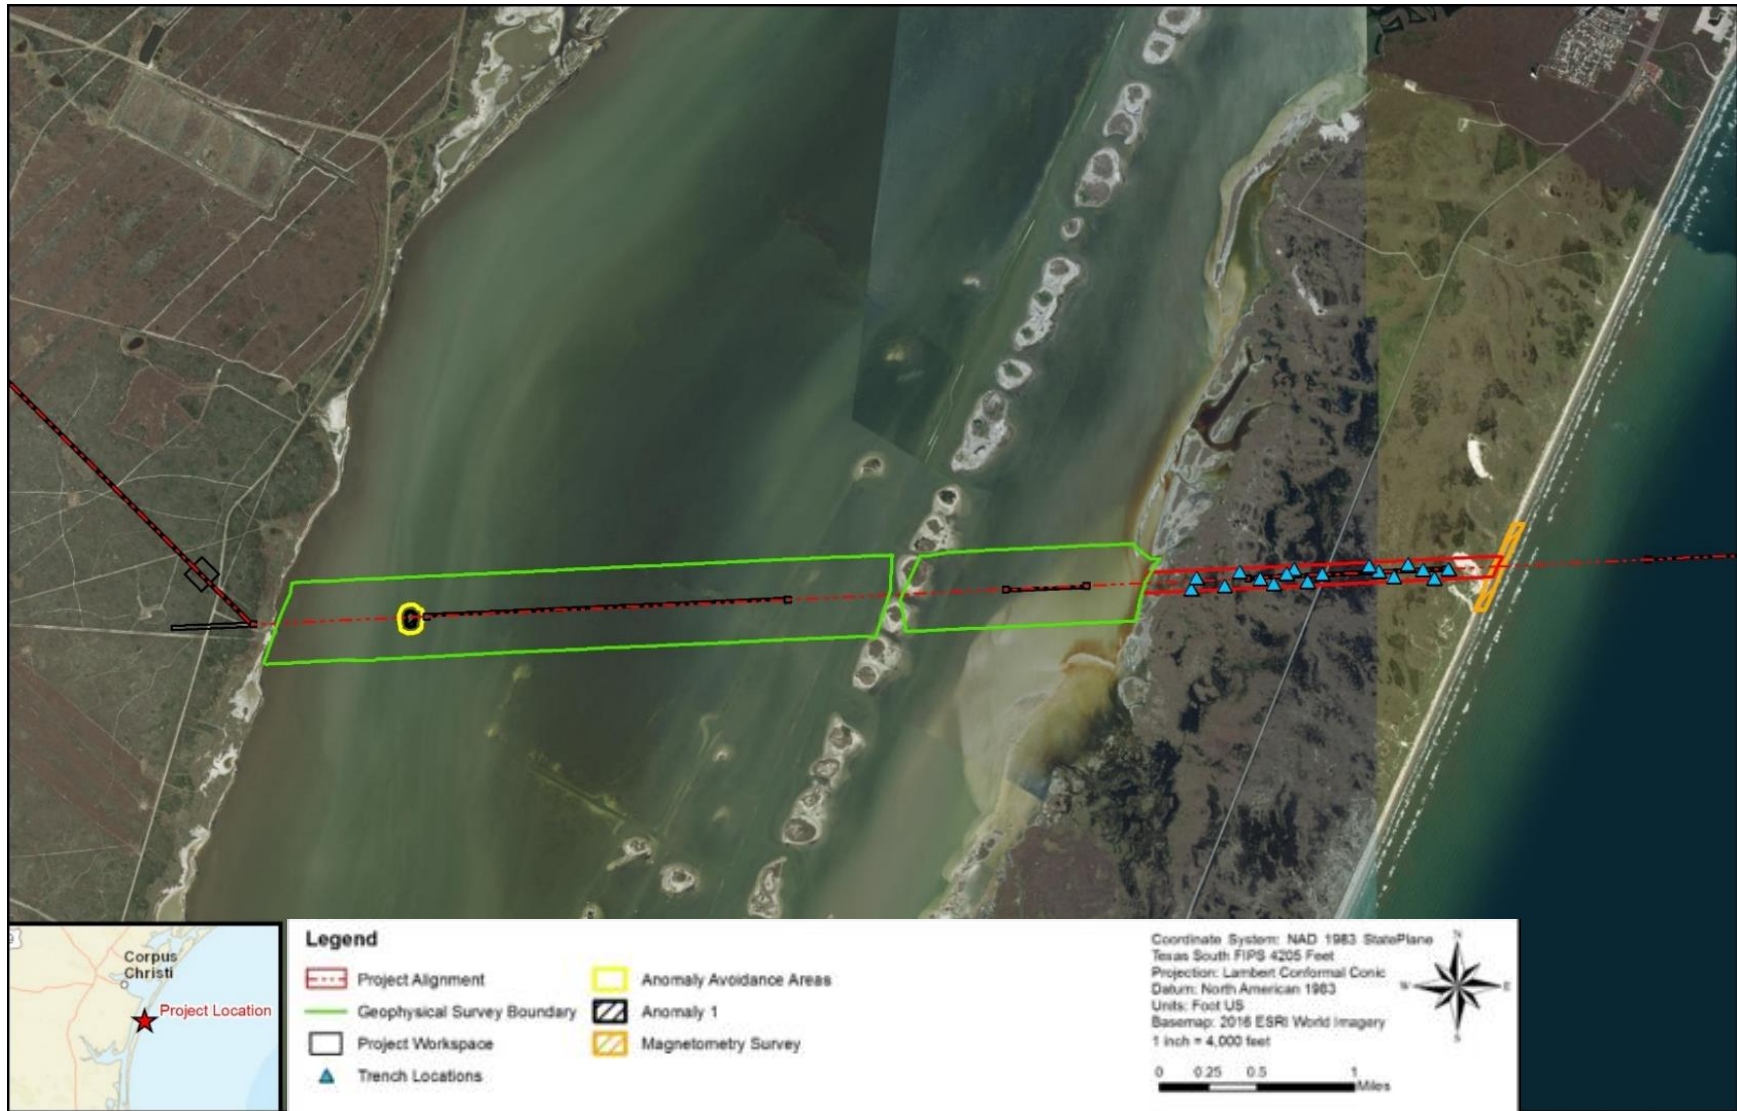 Corpus
Christi
Project Location
Legend
Project Alignment
Geophysical Survey Boundary
Project Workspace
Trench Locations
Anomaly Avoidance Areas
Anomaly 1
Magnetometry Survey
Coordinate System: NAD 1983 StatePlane
Texas South FIPS 4205 Feet
Projection: Lambert Conformal Conic
Datum: North American 1983
Units: Foot US
Basemap: 2016 ESRI World Imagery
1 inch = 4,000 feet
0 0.25 0.5 1
Miles
N
W E
S